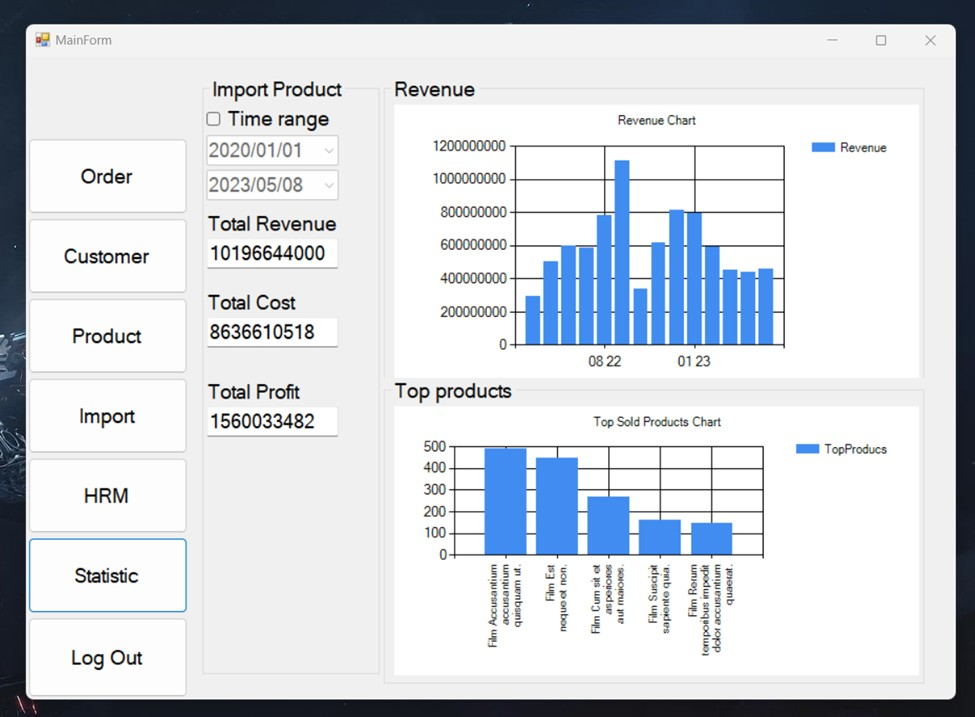 MainForm
Order
Customer
Product
Import
HRM
Statistic
Log Out
Import Product
Time range
2020/01/01
2023/05/08
Total Revenue
10196644000
Total Cost
8636610518
Total Profit
1560033482
Revenue
Revenue Chart
1200000000
1000000000
800000000
600000000
400000000
200000000
0
08 22
01 23
Revenue
Top products
Top Sold Products Chart
500
400
300
200
100
0
Film Accusantium
accusantium
quisquam ut.
Film Est
neque et non.
Film Cum sit et
asperiores
aut maiores.
Film Suscipit
sapiente quia.
Film Rerum
temporibus impedit
dolor accusantium
quaerat.
TopProducs